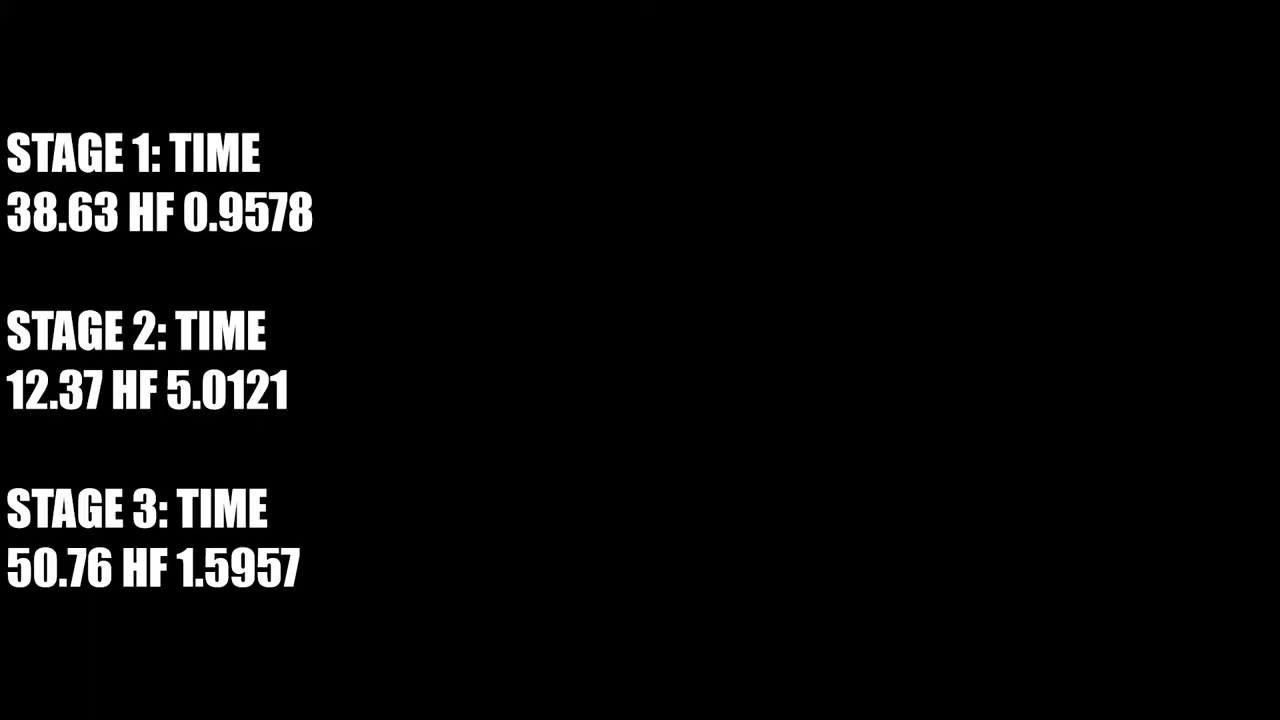 STAGE 1: TIME
38.63 HF 0.9578
STAGE 2: TIME
12.37 HF 5.0121
STAGE 3: TIME
50.76 HF 1.5957